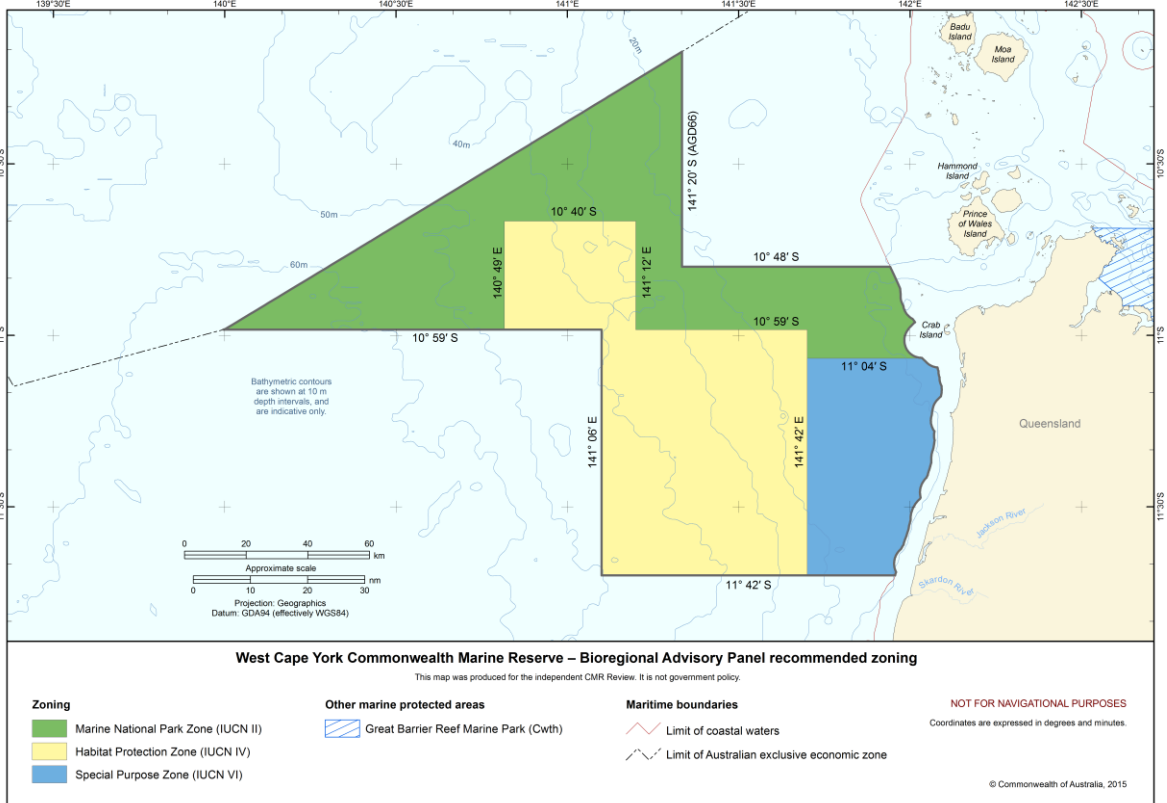 139°30'E
140°E
140°30'E
141°E
141°30'E
142°E
142°30'E
Badu
Island
Moa
Island
20m
40m
141° 20' S (AGD66)
10°30'S
Hammond
Island
50m
10° 40' S
Prince
of Wales
Island
60m
140° 49' E
141° 12' E
10° 48' S
10° 59' S
10° 59' S
Crab
Island
11°S
11° 04' S
Bathymetric contours
are shown at 10 m
depth intervals, and
are indicative only.
141° 06' E
141° 42' E
Queensland
11°30'S
Jackson River
0 20 40 60
km
Approximate scale
nm
0 10 20 30
Projection: Geographics
Datum: GDA94 (effectively WGS84)
11° 42' S
Skardon River
West Cape York Commonwealth Marine Reserve – Bioregional Advisory Panel recommended zoning
This map was produced for the independent CMR Review. It is not government policy.
Zoning
Marine National Park Zone (IUCN II)
Habitat Protection Zone (IUCN IV)
Special Purpose Zone (IUCN VI)
Other marine protected areas
Great Barrier Reef Marine Park (Cwth)
Maritime boundaries
Limit of coastal waters
Limit of Australian exclusive economic zone
NOT FOR NAVIGATIONAL PURPOSES
Coordinates are expressed in degrees and minutes.
© Commonwealth of Australia, 2015